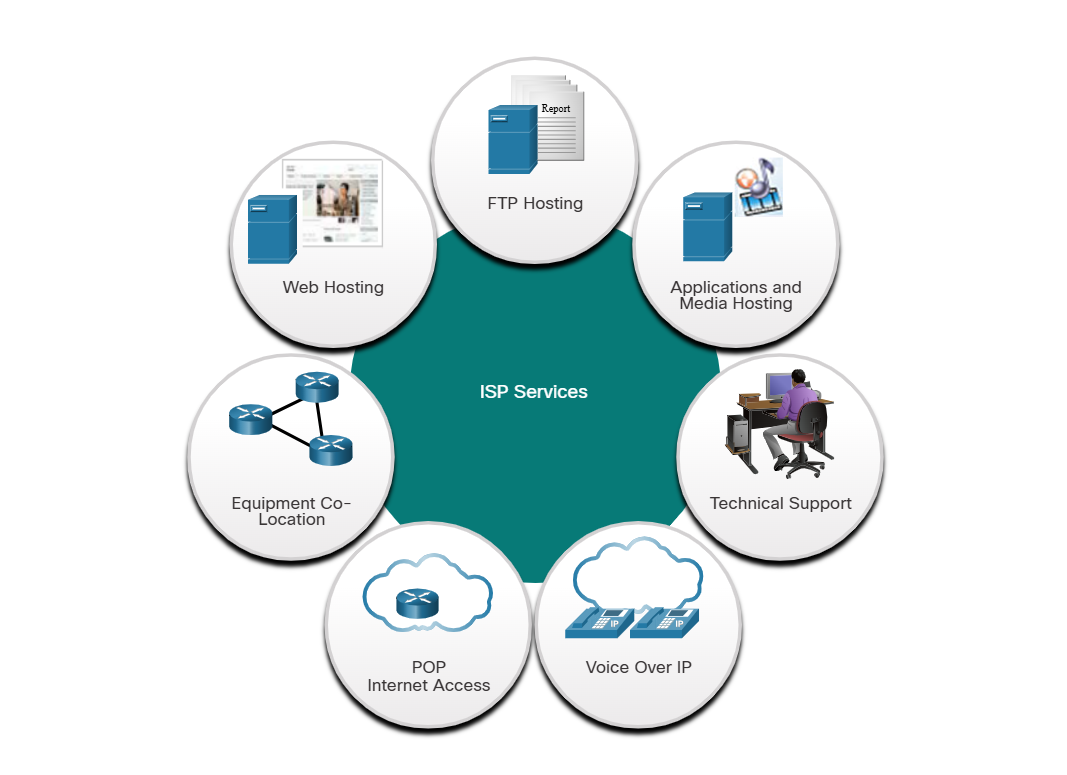 Report
FTP Hosting
Web Hosting
Applications and
Media Hosting
ISP Services
Equipment Co-
Location
Technical Support
IP
IP
POP
Internet Access
Voice Over IP